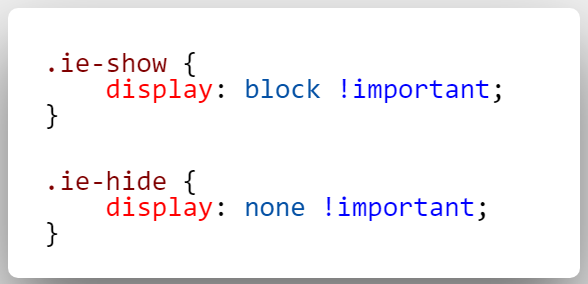 .ie-show {
    display: block !important;
}
.ie-hide {
    display: none !important;
}